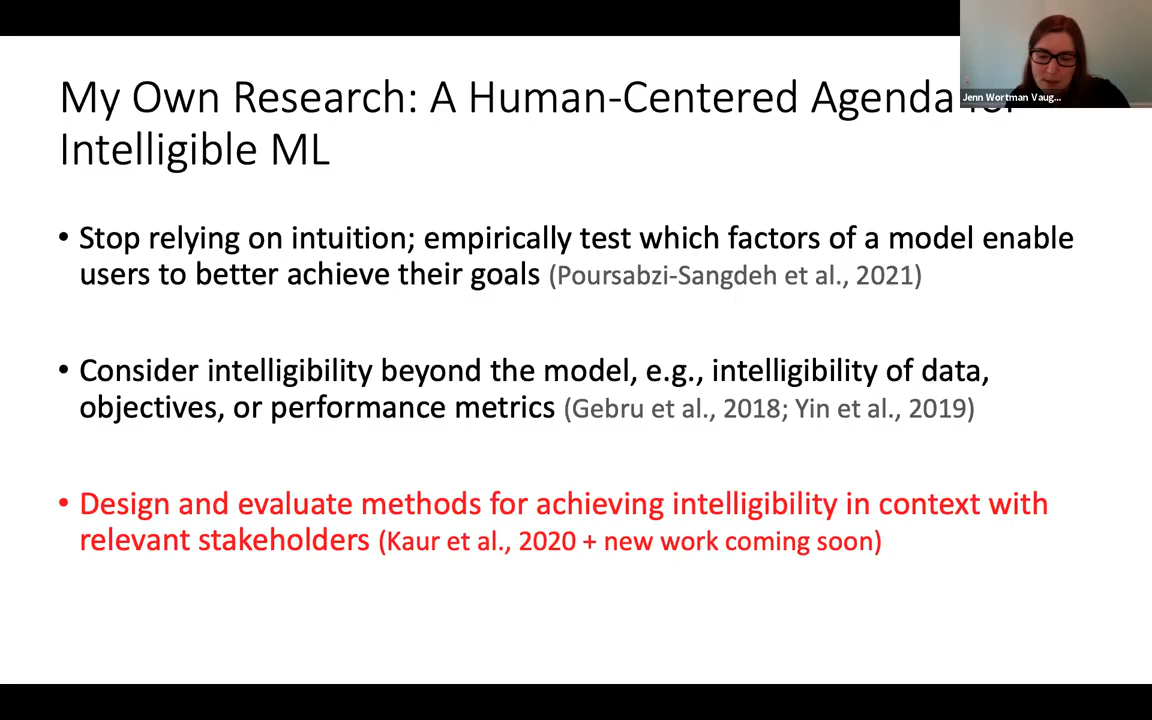 My Own Research: A Human-Centered Agenda for
Jenn Wortman Vaug...
Intelligible ML
• Stop relying on intuition; empirically test which factors of a model enable
users to better achieve their goals (Poursabzi-Sangdeh et al., 2021)
• Consider intelligibility beyond the model, e.g., intelligibility of data,
objectives, or performance metrics (Gebru et al., 2018; Yin et al., 2019)
• Design and evaluate methods for achieving intelligibility in context with
relevant stakeholders (Kaur et al., 2020 + new work coming soon)